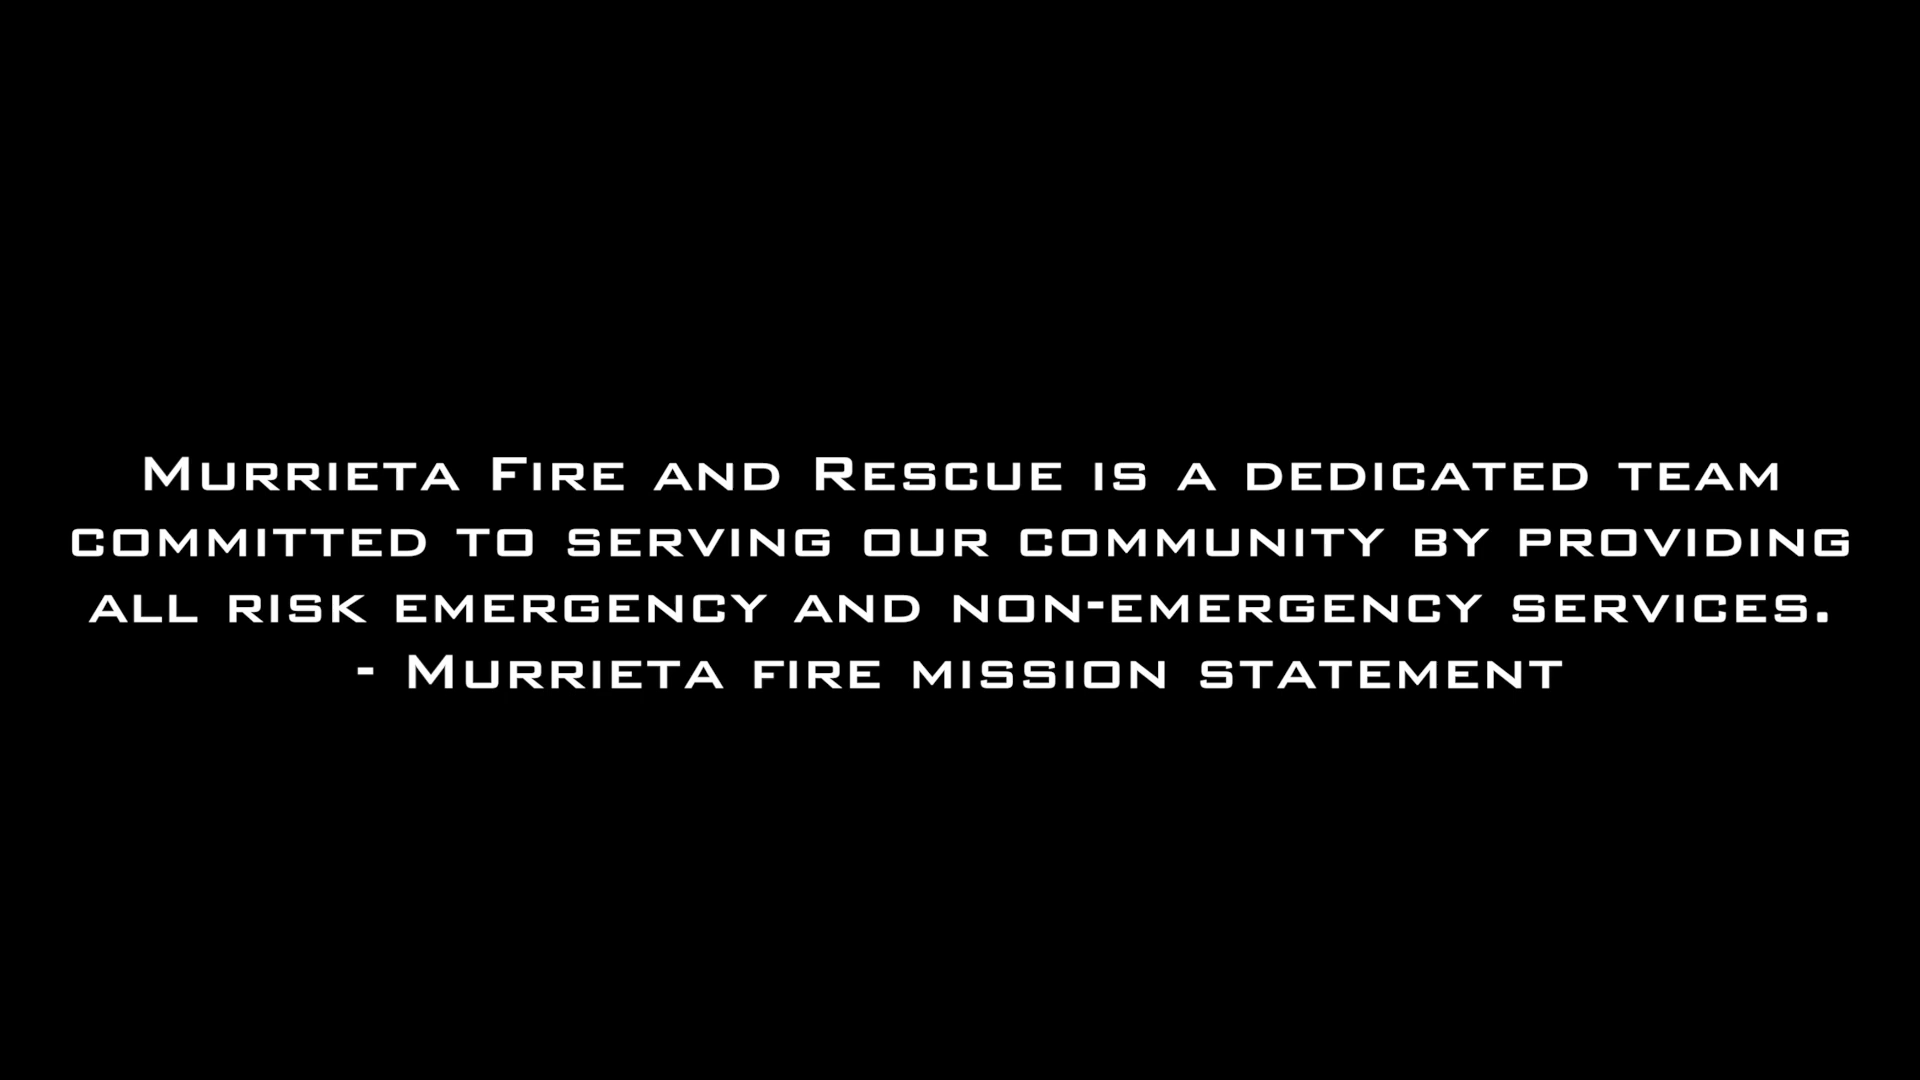 Murrieta Fire and Rescue is a dedicated team
committed to serving our community by providing
all risk emergency and non-emergency services.
- Murrieta fire mission statement